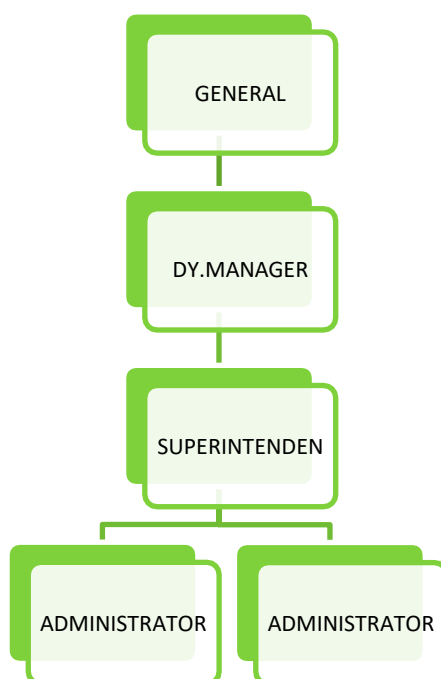 GENERAL
DY.MANAGER
SUPERINTENDEN
ADMINISTRATOR
ADMINISTRATOR